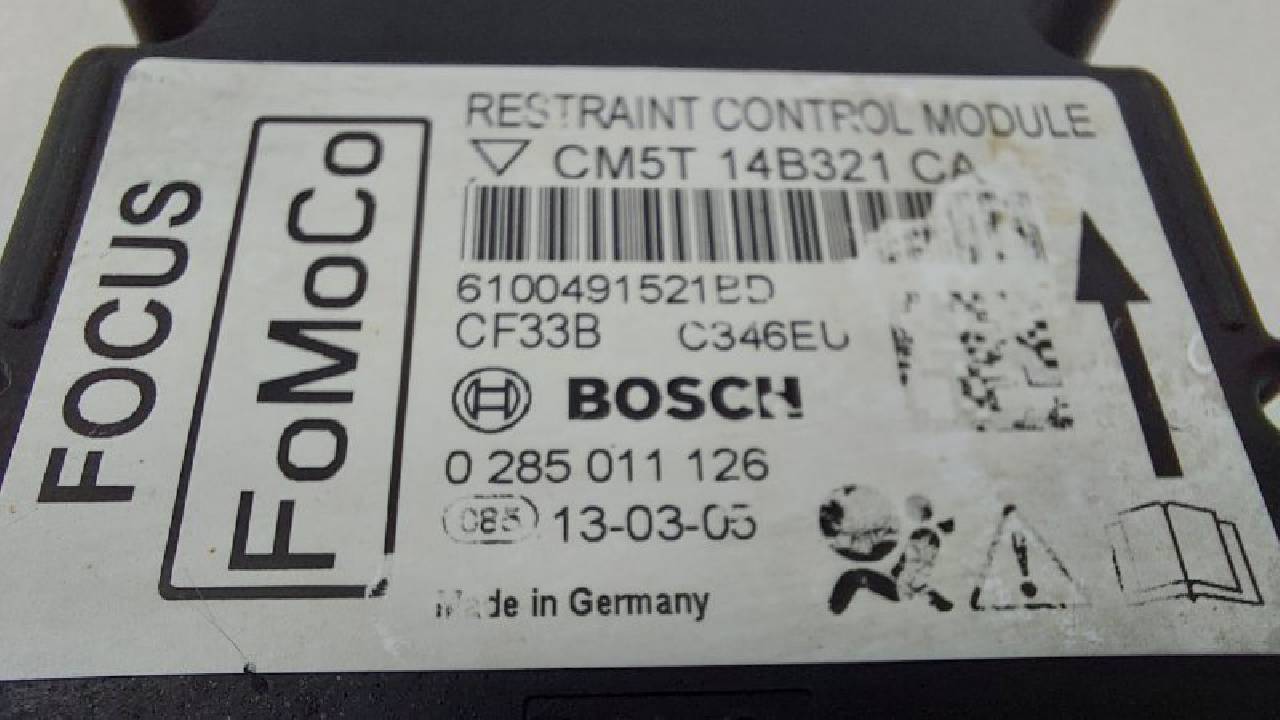 FOCUS
FoMoCo
RESTRAINT CONTROL MODULE
CM5T 14B321 CA
6100491521BD
CF33B C346EU
BOSCH
0 285 011 126
085 13-03-05
Made in Germany